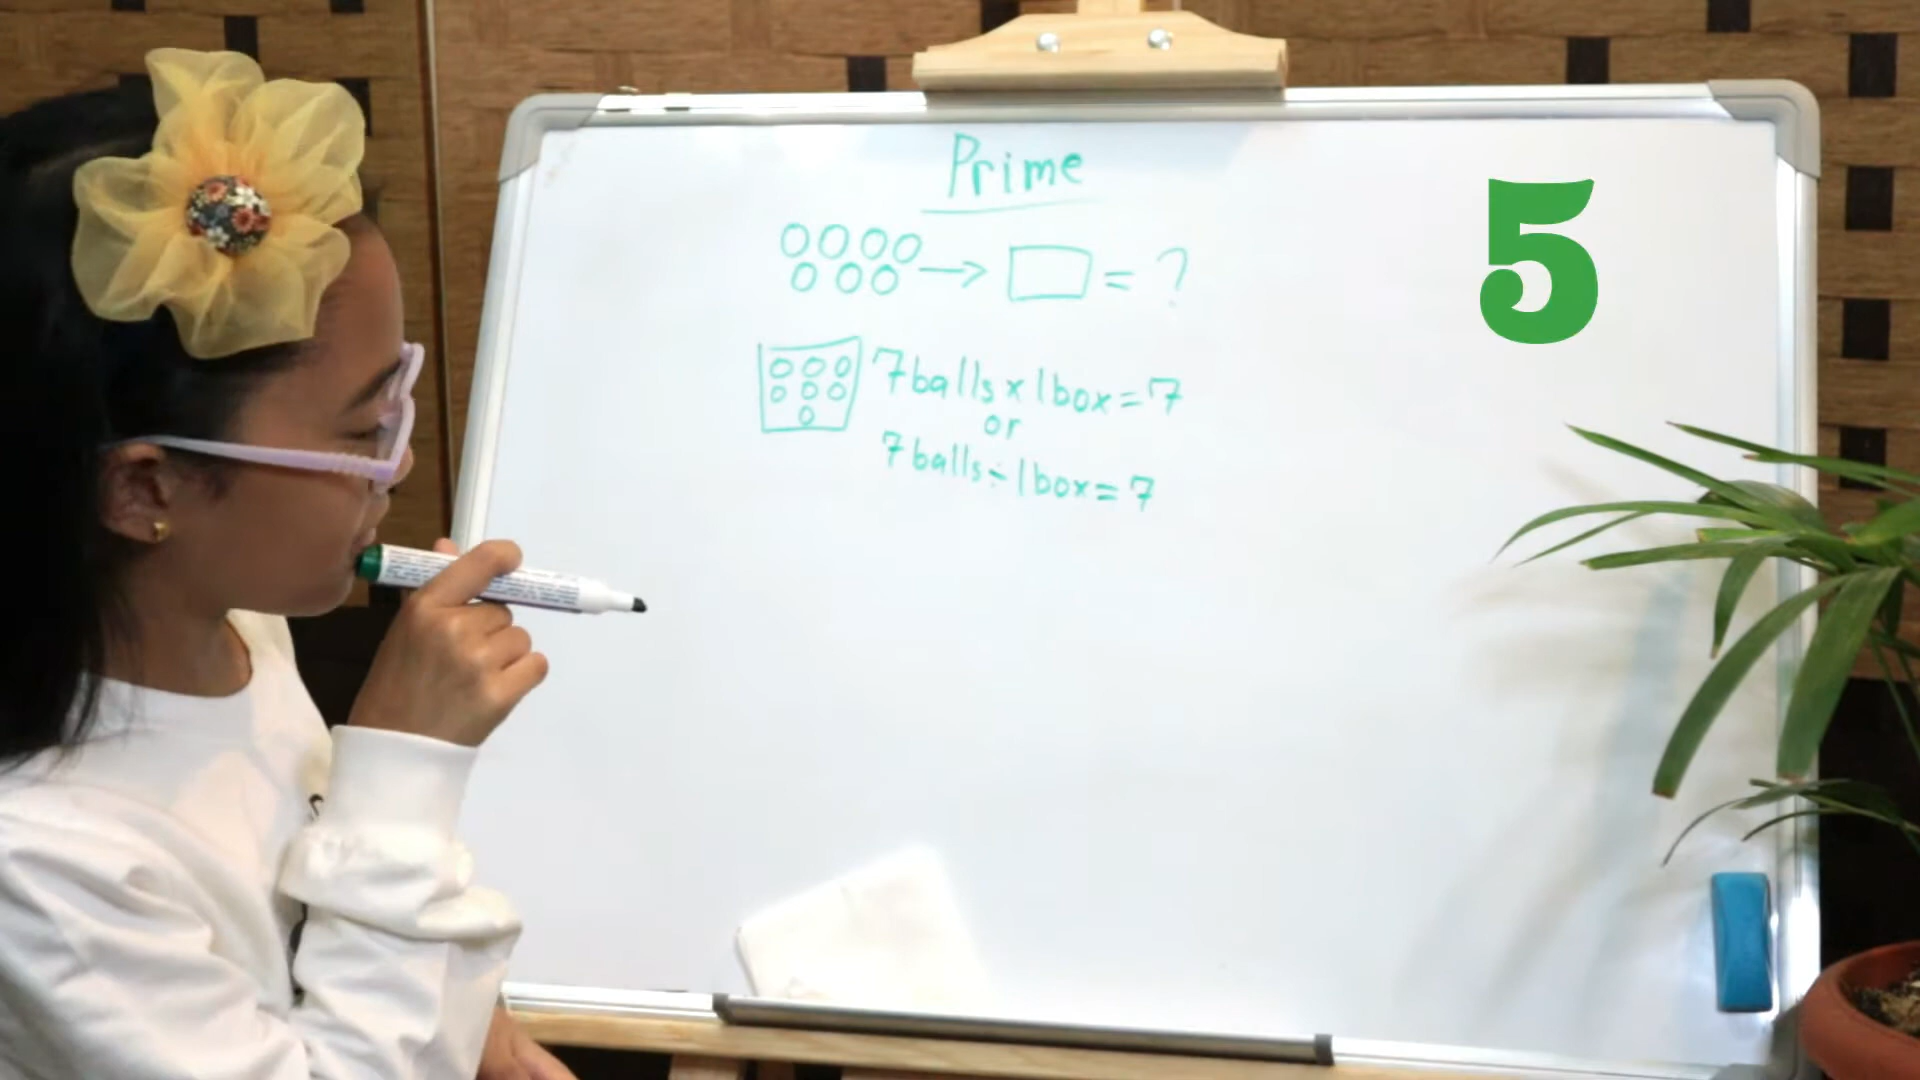 Prime
5
→ = ?
7 balls x 1 box = 7
or
7 balls ÷ 1 box = 7